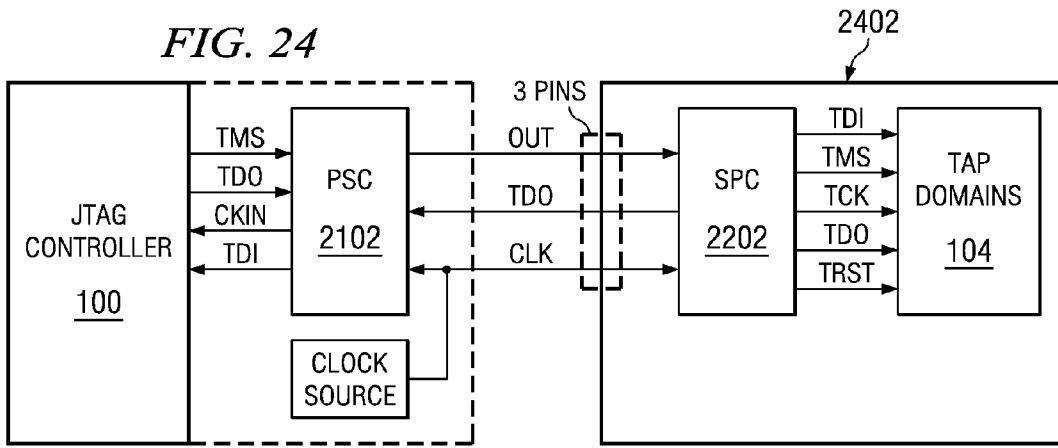 FIG. 24
2402
3 PINS
JTAG
CONTROLLER
100
TMS
TDO
CKIN
TDI
PSC
2102
CLOCK
SOURCE
OUT
TDO
CLK
SPC
2202
TDI
TMS
TCK
TDO
TRST
TAP
DOMAINS
104